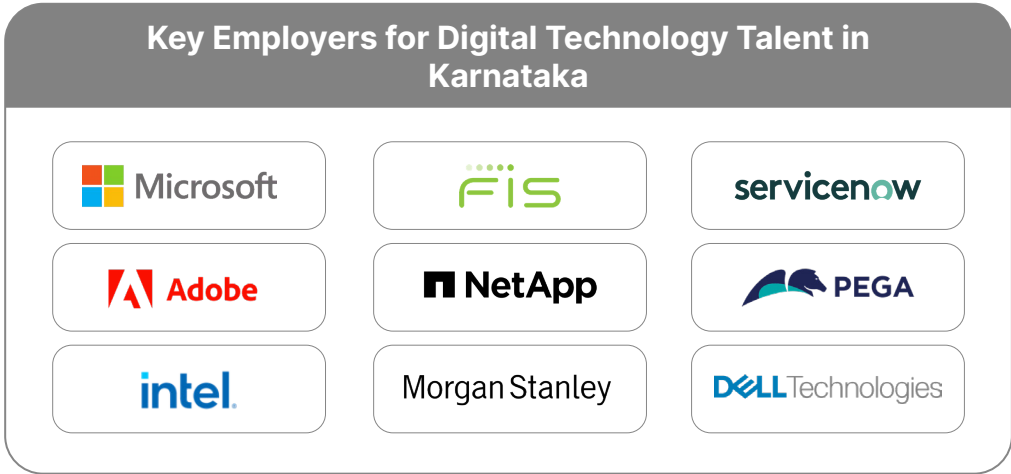 Key Employers for Digital Technology Talent in
Karnataka
Microsoft
FIS
servicenow
Adobe
NetApp
PEGA
intel.
Morgan Stanley
DELL Technologies